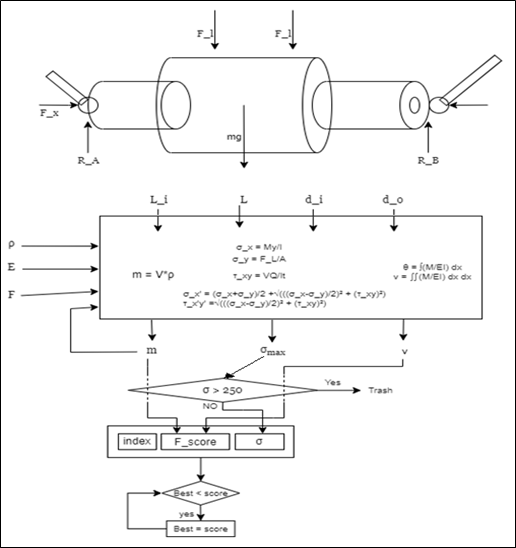 F_l F_l
F_x
mg
R_A R_B
L_i L d_i d_o
ρ
E
F
σ_x = My/I
σ_y = F_L/A
m = V*ρ
τ_xy = VQ/It
θ = ∫(M/EI) dx
v = ∫∫(M/EI) dx dx
σ_x' = (σ_x+σ_y)/2 +√(((σ_x-σ_y)/2)² + (τ_xy)²)
τ_x'y' =√(((σ_x-σ_y)/2)² + (τ_xy)²)
m σmax v
σ > 250
Yes
Trash
NO
index F_score σ
Best < score
yes
Best = score